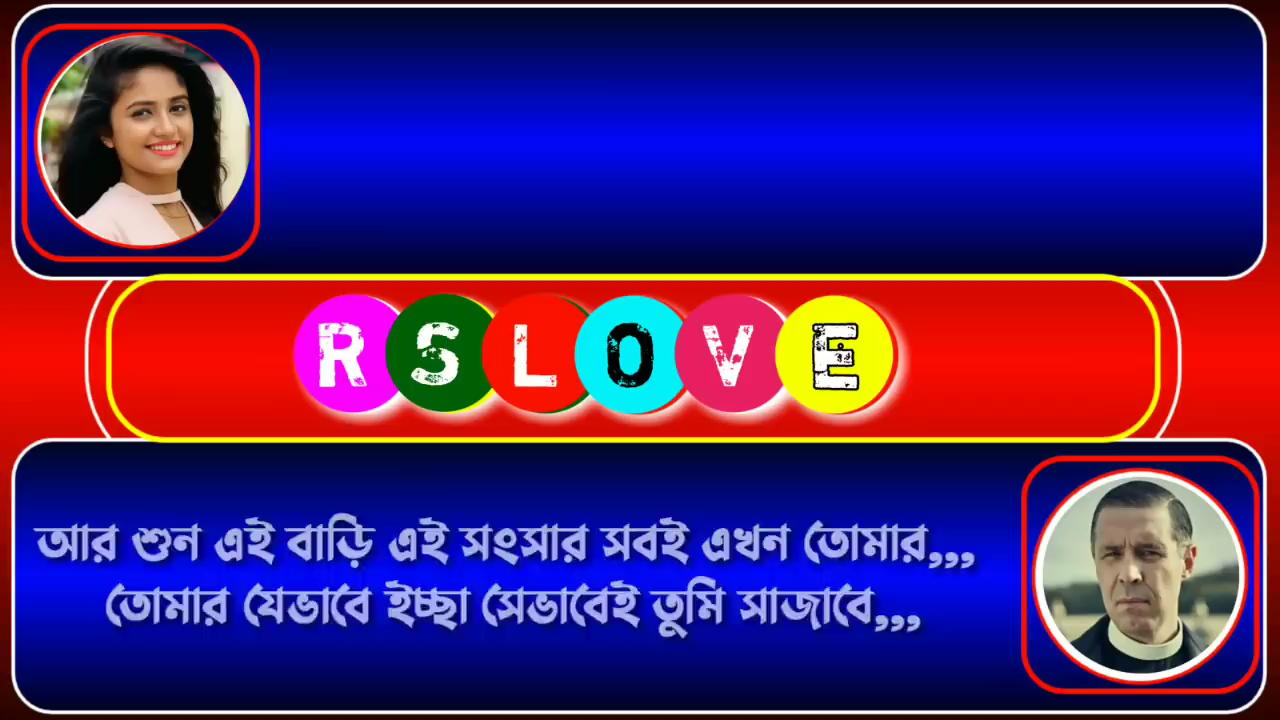 RSLOVE
আর শুন এই বাড়ি এই সংসার সবই এখন তোমার,,,
তোমার যেভাবে ইচ্ছা সেভাবেই তুমি সাজাবে,,,